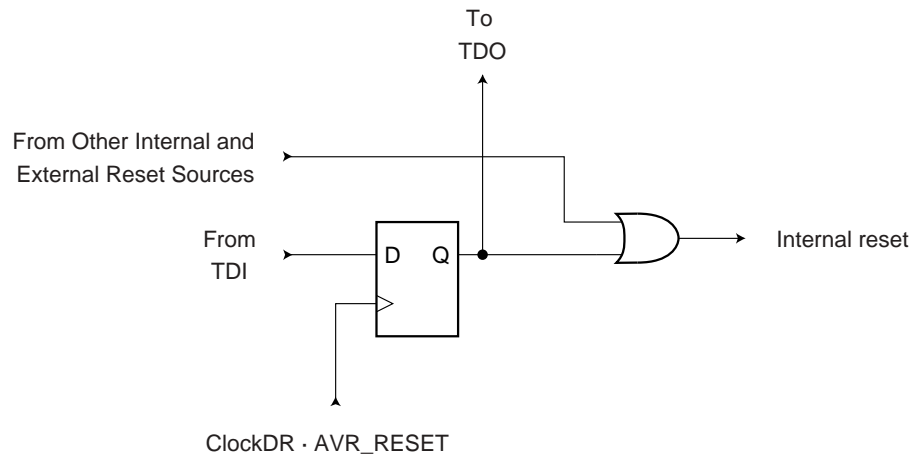 To
TDO
From Other Internal and
External Reset Sources
From
TDI
D Q
Internal reset
ClockDR · AVR_RESET